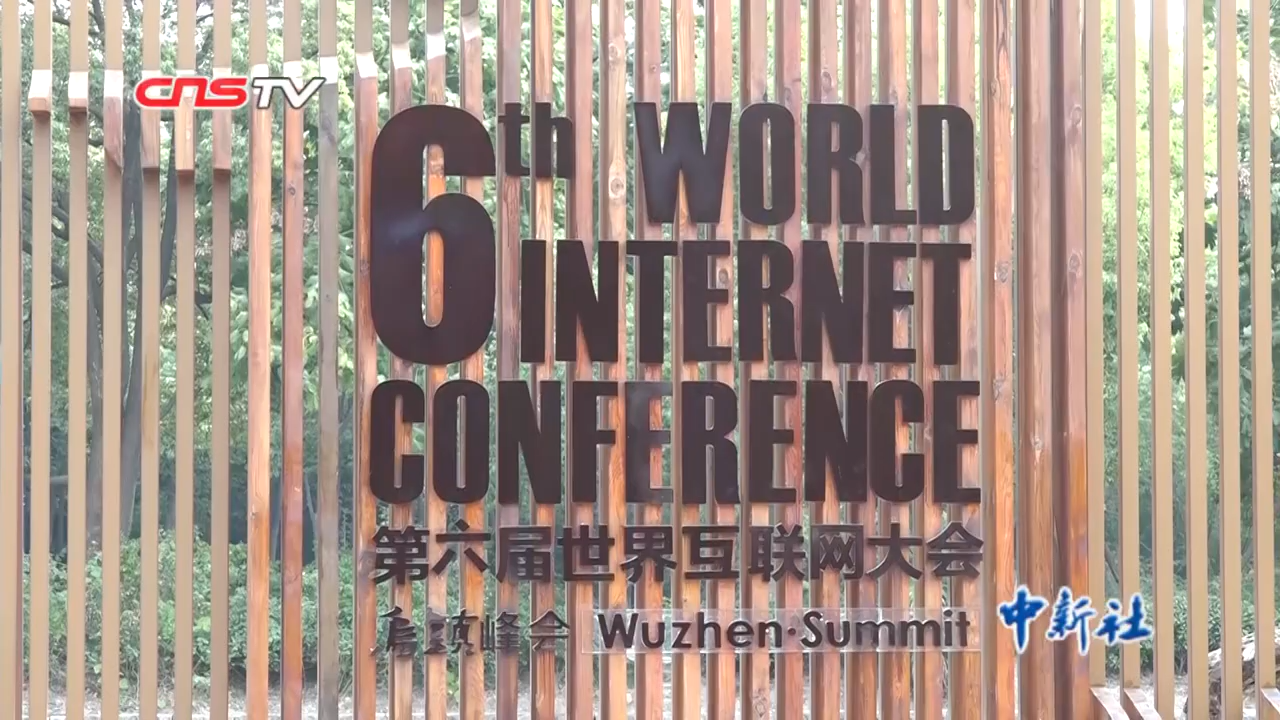 CNSTV
6th WORLD
INTERNET
CONFERENCE
第六届世界互联网大会
乌镇峰会 Wuzhen·Summit
中新社